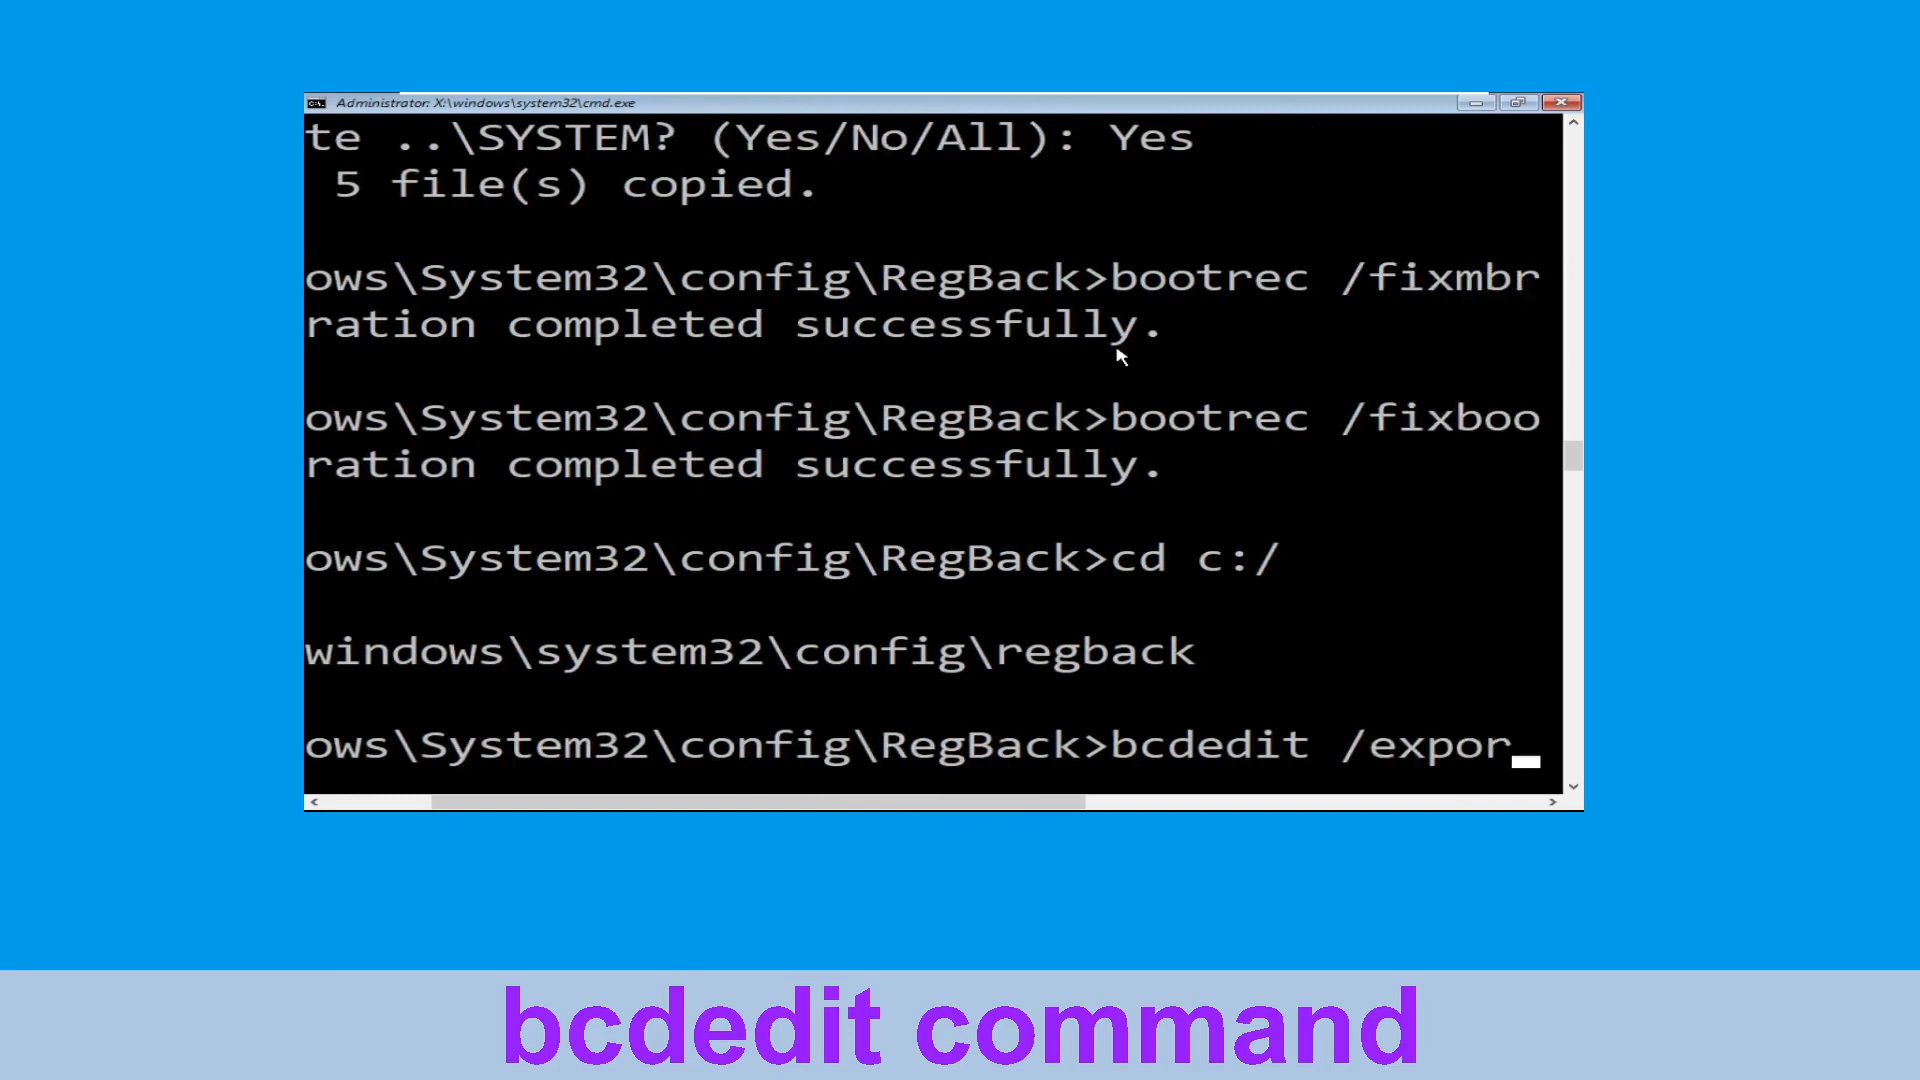 Administrator: X:\windows\system32\cmd.exe
te ..\SYSTEM? (Yes/No/All): Yes
5 file(s) copied.
ows\System32\config\RegBack>bootrec /fixmbr
ration completed successfully.
ows\System32\config\RegBack>bootrec /fixboo
ration completed successfully.
ows\System32\config\RegBack>cd c:/
windows\system32\config\regback
ows\System32\config\RegBack>bcdedit /expor
bcdedit command